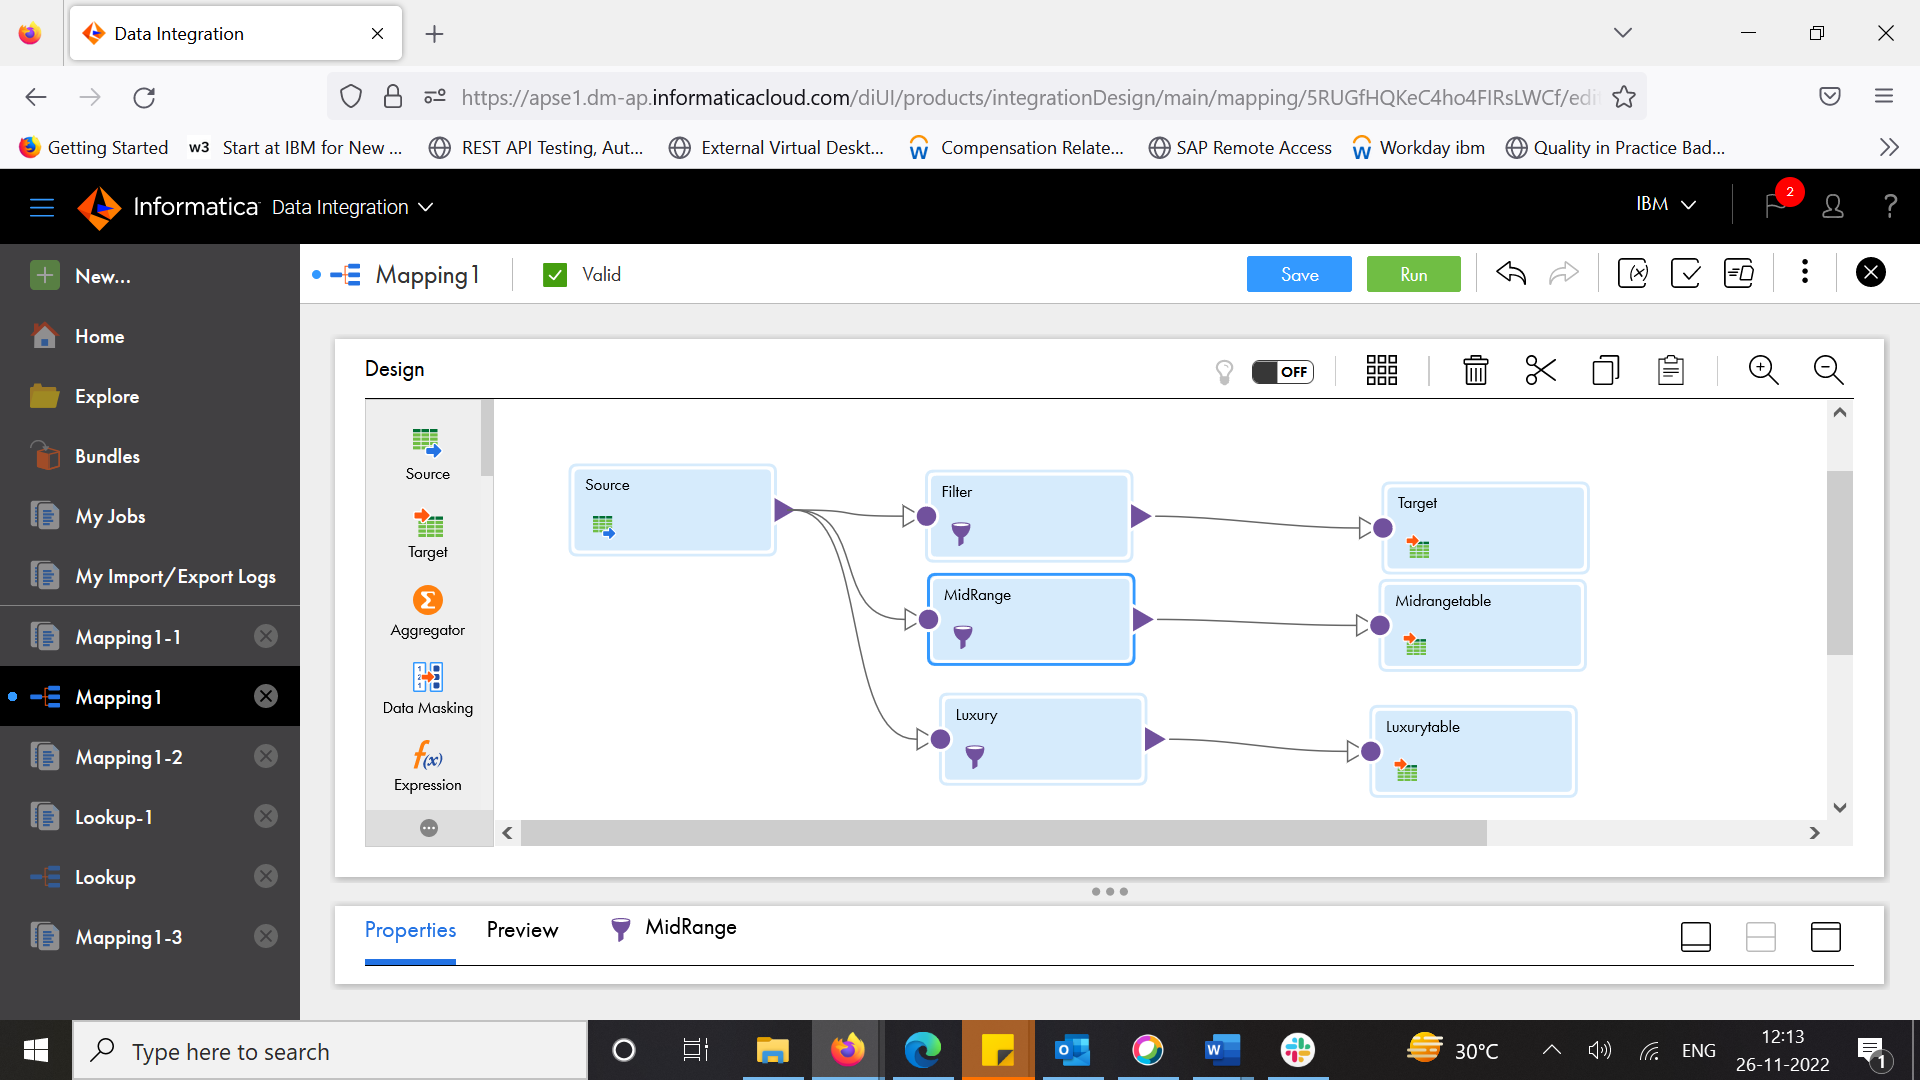 Data Integration
https://apse1.dm-ap.informaticacloud.com/diUI/products/integrationDesign/main/mapping/5RUGfHQKeC4ho4FIRsLWCf/edi
Getting Started
w3 Start at IBM for New ...
REST API Testing, Aut...
External Virtual Deskt...
Compensation Relate...
SAP Remote Access
Workday ibm
Quality in Practice Bad...
Informatica Data Integration
IBM
2
?
New...
Home
Explore
Bundles
My Jobs
My Import/Export Logs
Mapping1-1
Mapping1
Mapping1-2
Lookup-1
Lookup
Mapping1-3
Mapping1
Valid
Save
Run
Design
OFF
Source
Target
Aggregator
Data Masking
f(x)
Expression
Source
Filter
Target
MidRange
Midrangetable
Luxury
Luxurytable
Properties
Preview
MidRange
Type here to search
30°C
ENG
12:13
26-11-2022
1